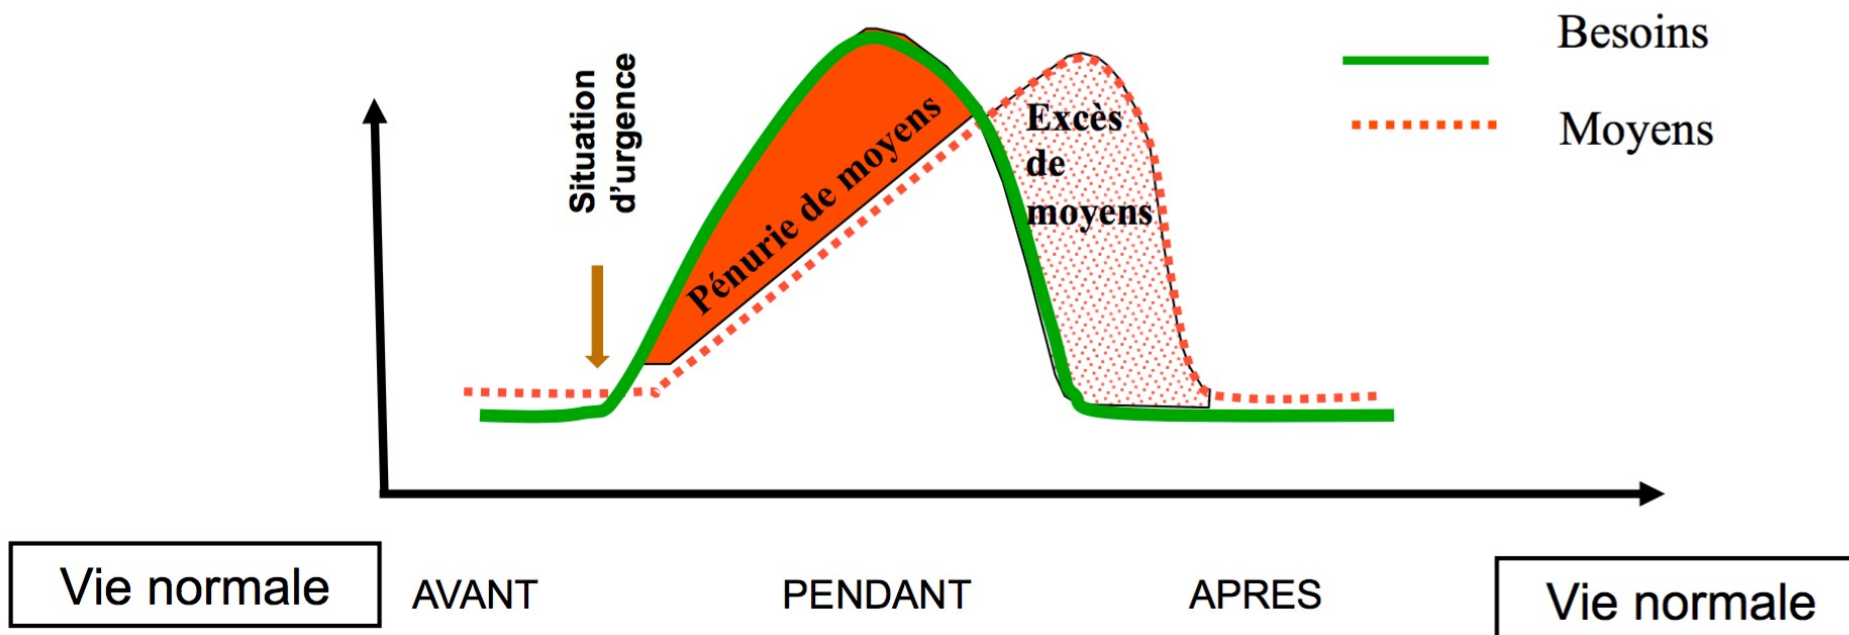 Besoins
Moyens
Situation
d'urgence
Pénurie de moyens
Excès
de
moyens
Vie normale
AVANT
PENDANT
APRES
Vie normale